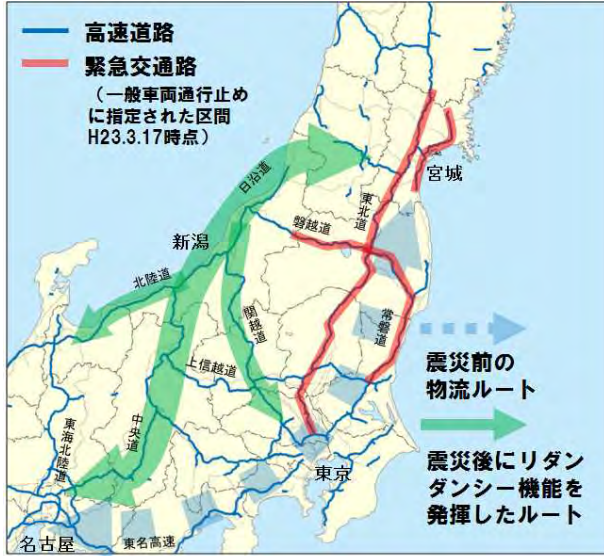 高速道路
緊急交通路
（一般車両通行止め
に指定された区間
H23.3.17時点）
日沿道
宮城
東北道
新潟
磐越道
北陸道
関越道
常磐道
上信越道
震災前の
物流ルート
中央道
東海北陸道
東京
震災後にリダン
ダンシー機能を
発揮したルート
名古屋
東名高速